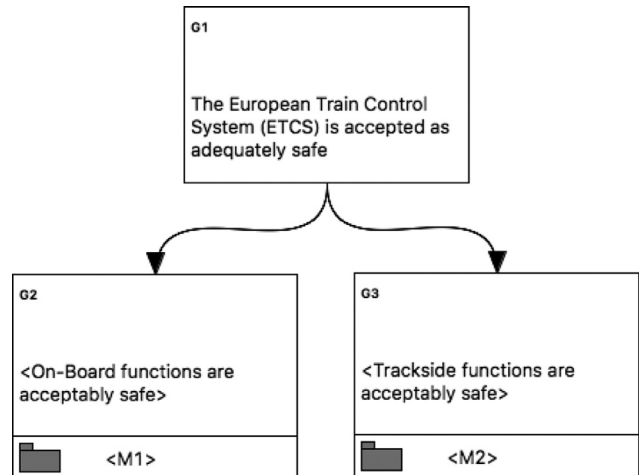 G1
The European Train Control
System (ETCS) is accepted as
adequately safe
G2
<On-Board functions are
acceptably safe>
<M1>
G3
<Trackside functions are
acceptably safe>
<M2>